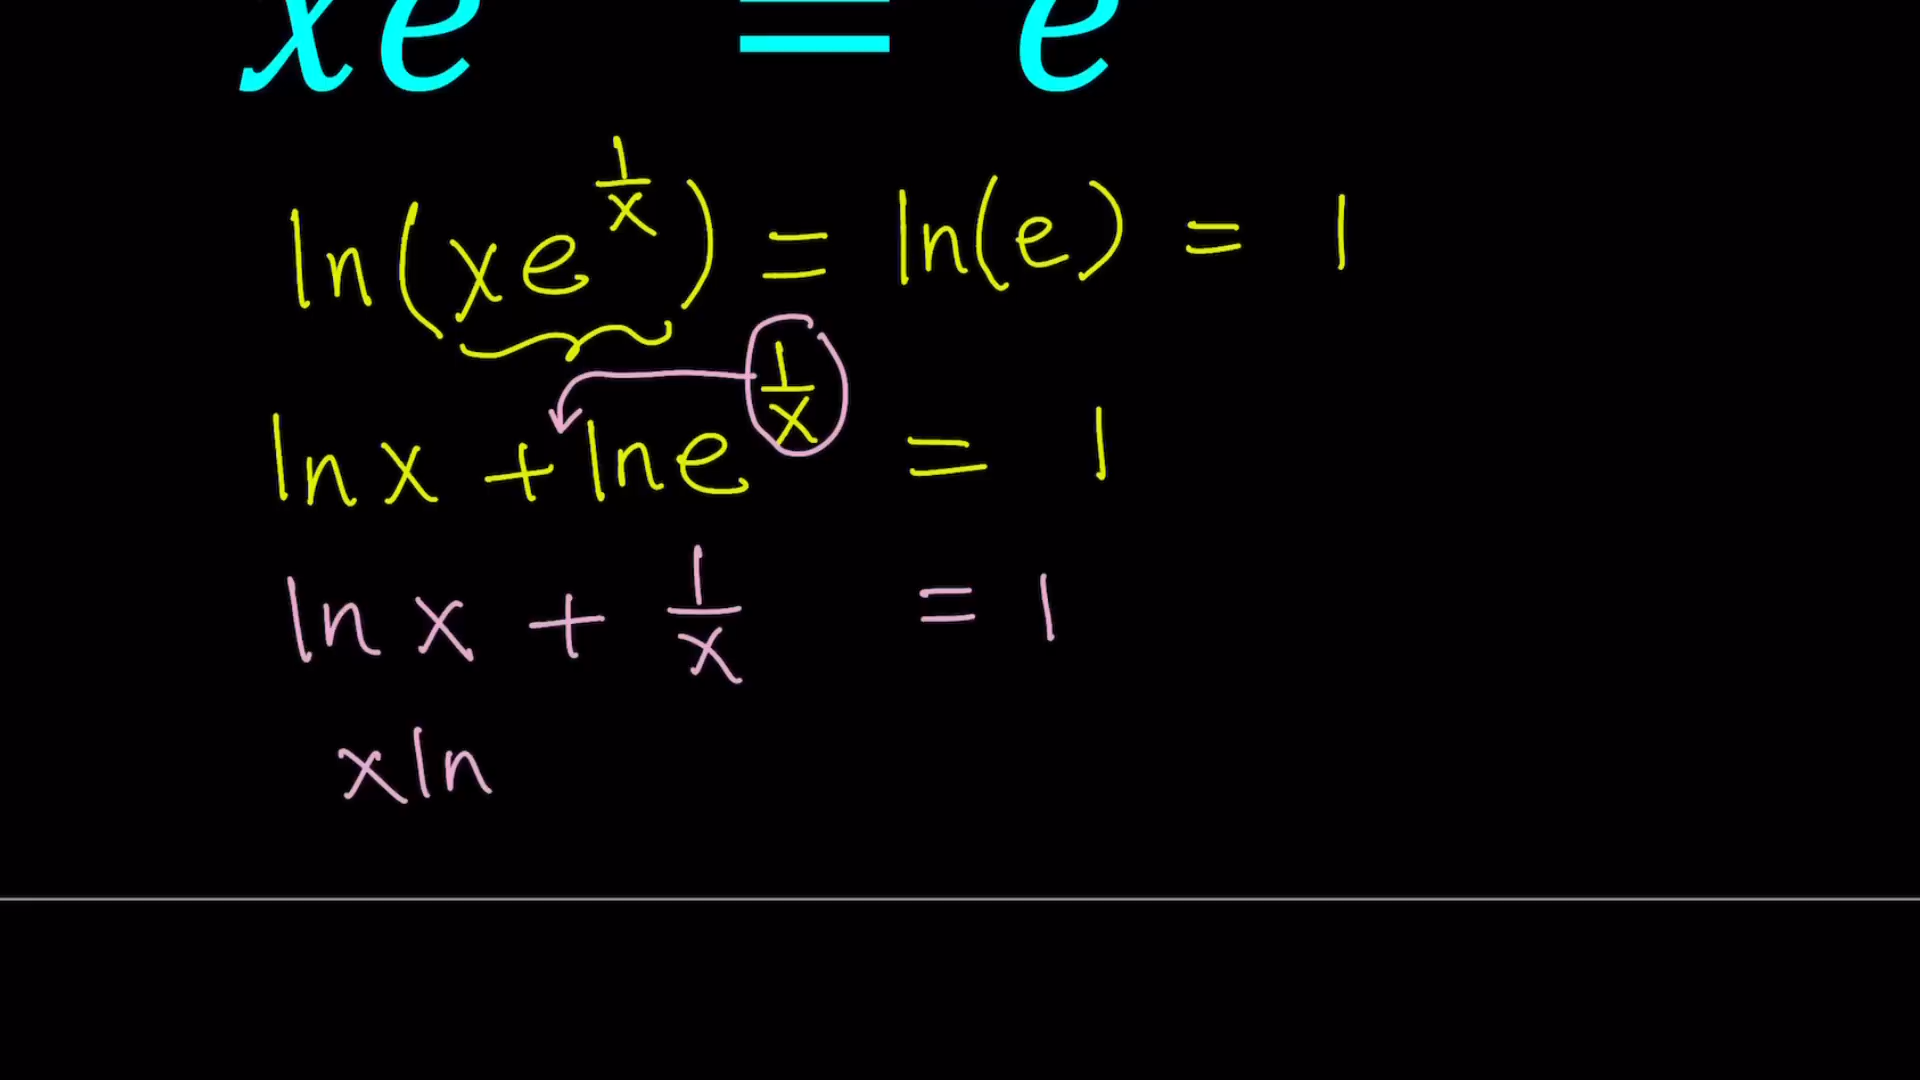 xe = e
ln(xe^(1/x)) = ln(e) = 1
ln x + ln e^(1/x) = 1
ln x + 1/x = 1
x ln